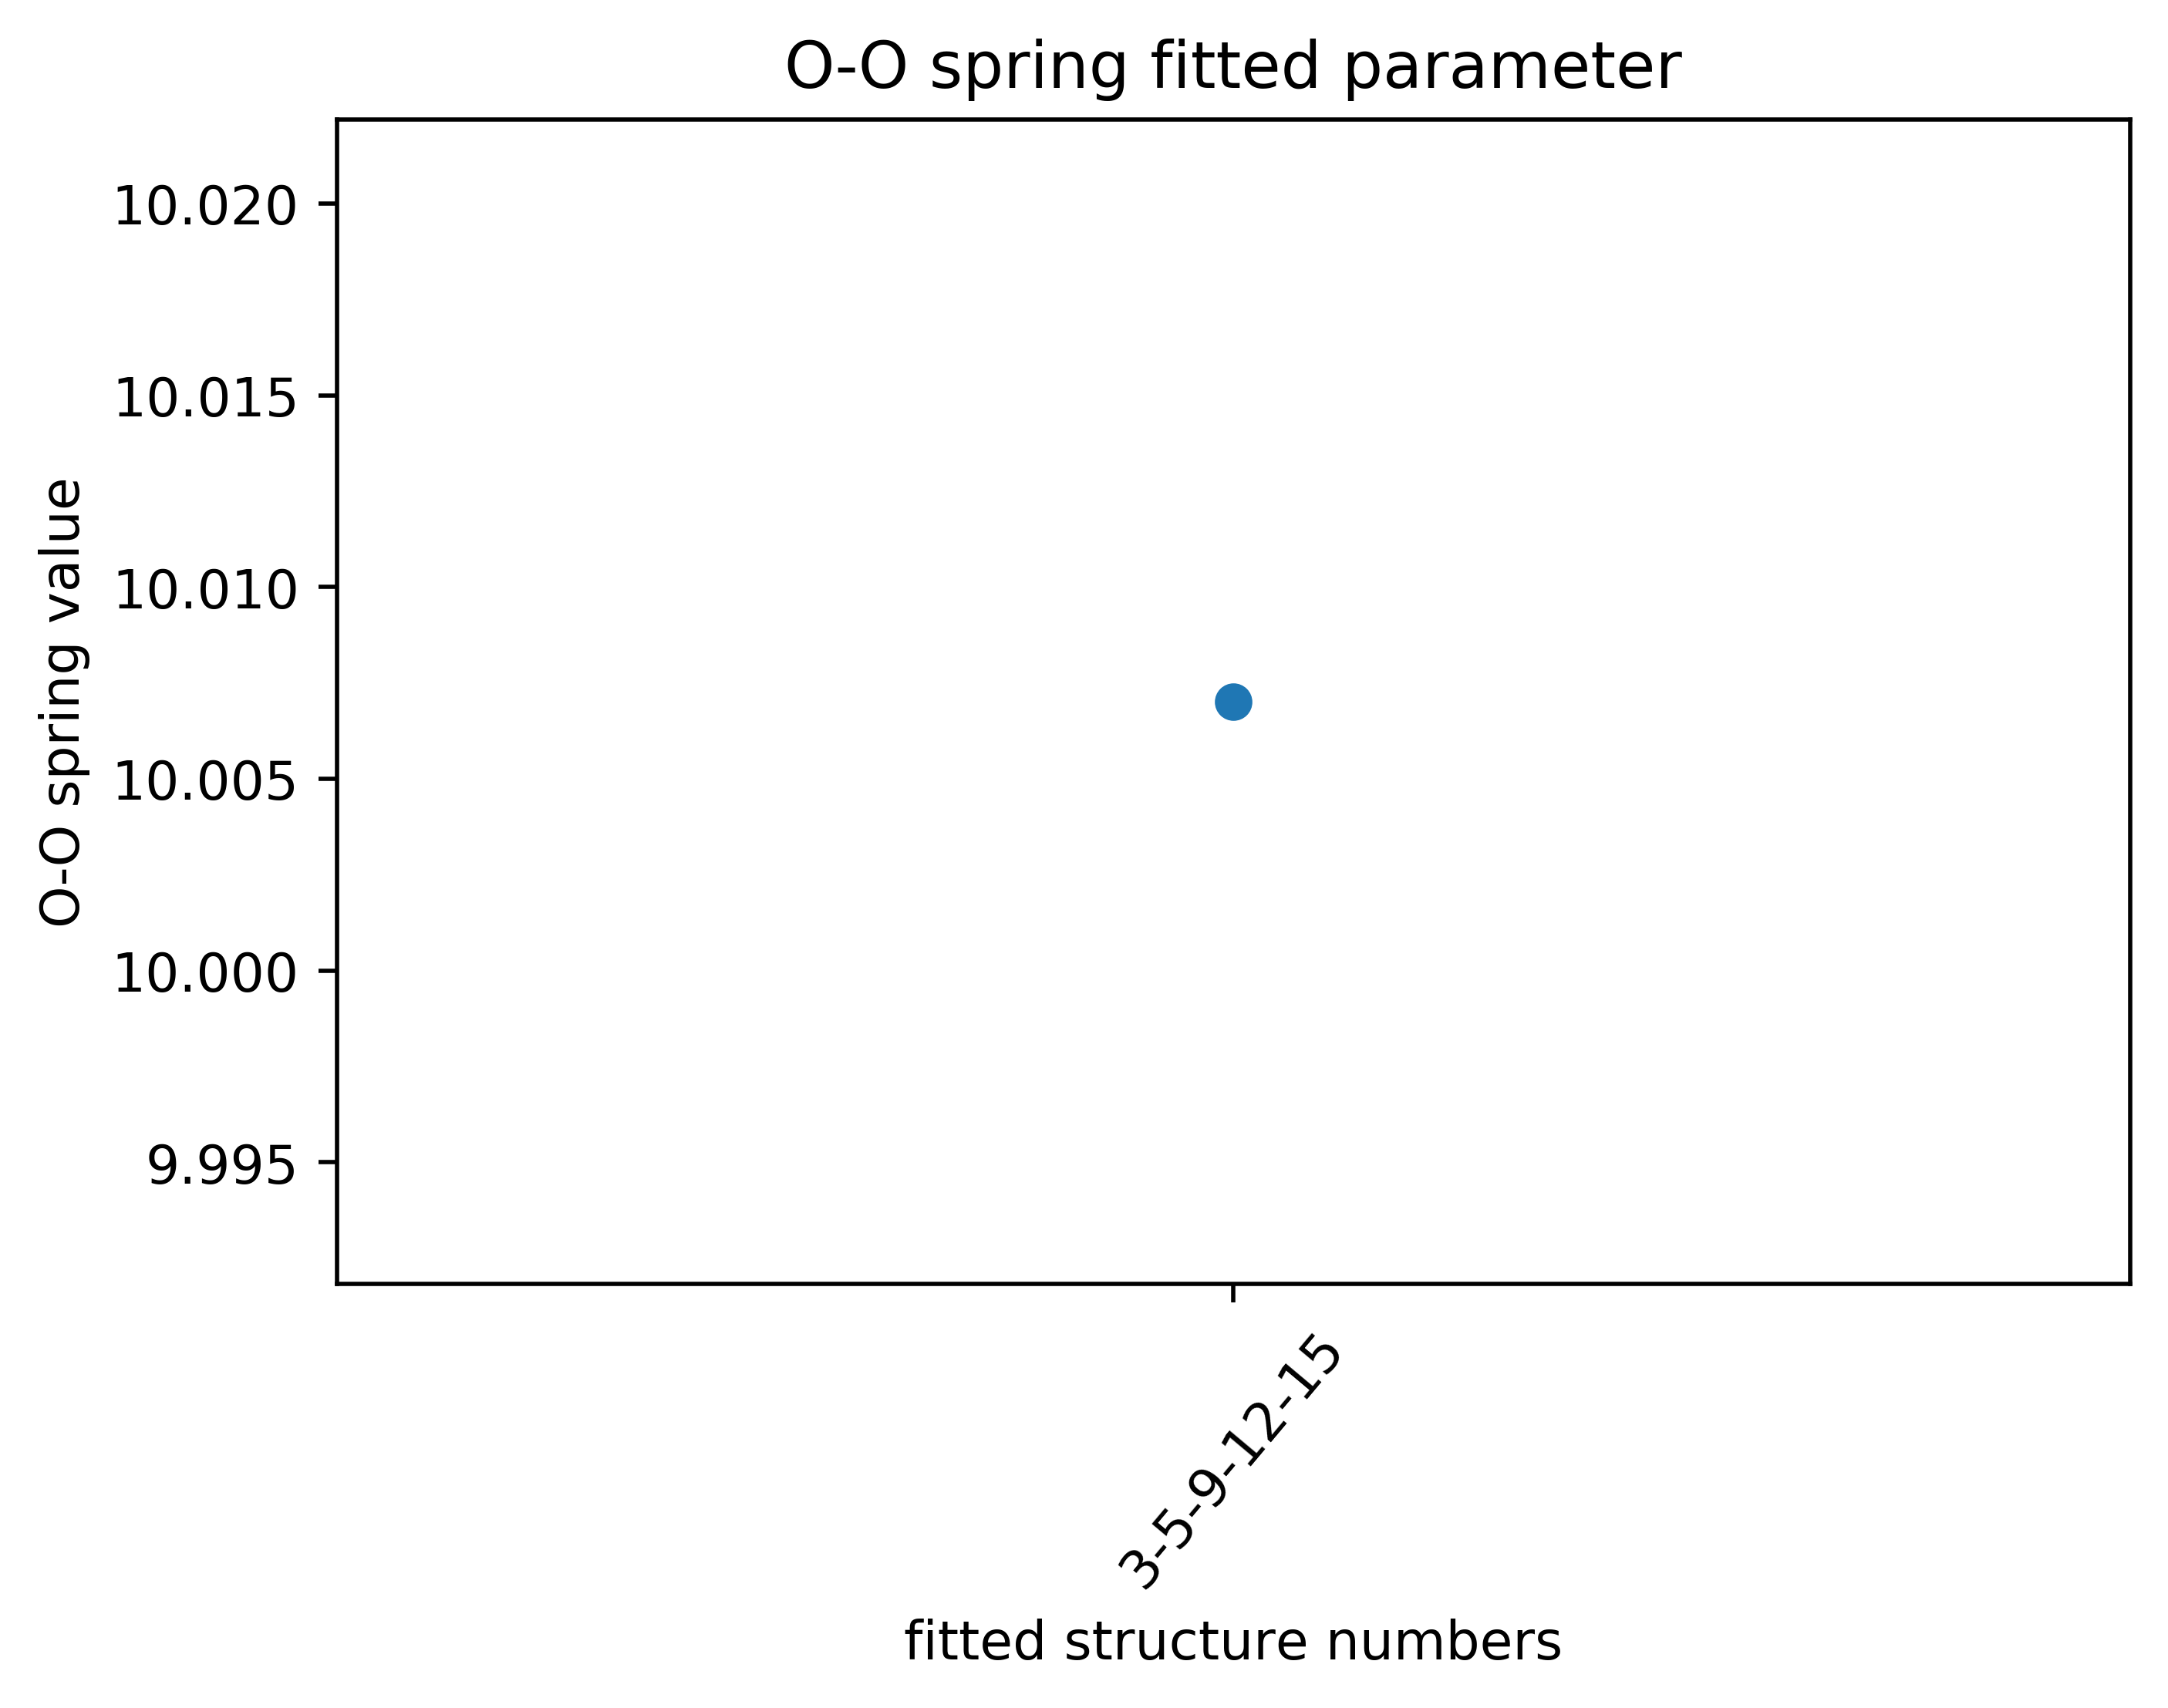 O-O spring fitted parameter
O-O spring value
10.020
10.015
10.010
10.005
10.000
9.995
3-5-9-12-15
fitted structure numbers